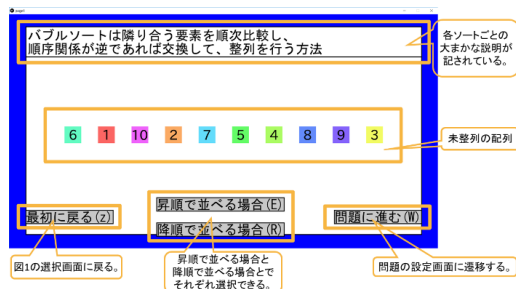 バブルソートは隣り合う要素を順次比較し、
順序関係が逆であれば交換して、整列を行う方法
各ソートごとの
大まかな説明が
記されている。
6 1 10 2 7 5 4 8 9 3
未整列の配列
最初に戻る(z)
昇順で並べる場合(E)
降順で並べる場合(R)
問題に進む(W)
図1の選択画面に戻る。
昇順で並べる場合と
降順で並べる場合とで
それぞれ選択できる。
問題の設定画面に遷移する。